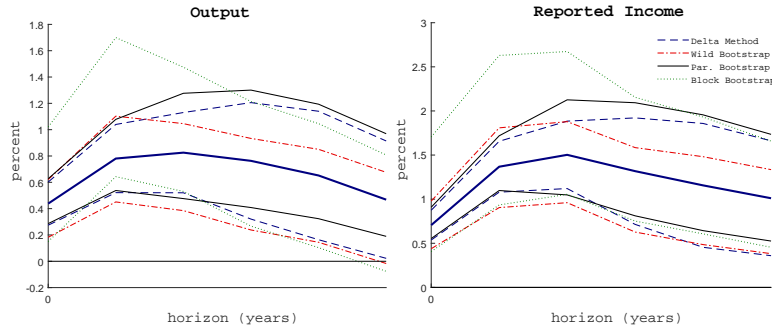 Output
Reported Income
1.8
1.6
1.4
1.2
1
0.8
0.6
0.4
0.2
0
-0.2
percent
0
horizon (years)
3
2.5
2
1.5
1
0.5
0
percent
0
horizon (years)
Delta Method
Wild Bootstrap
Par. Bootstrap
Block Bootstrap